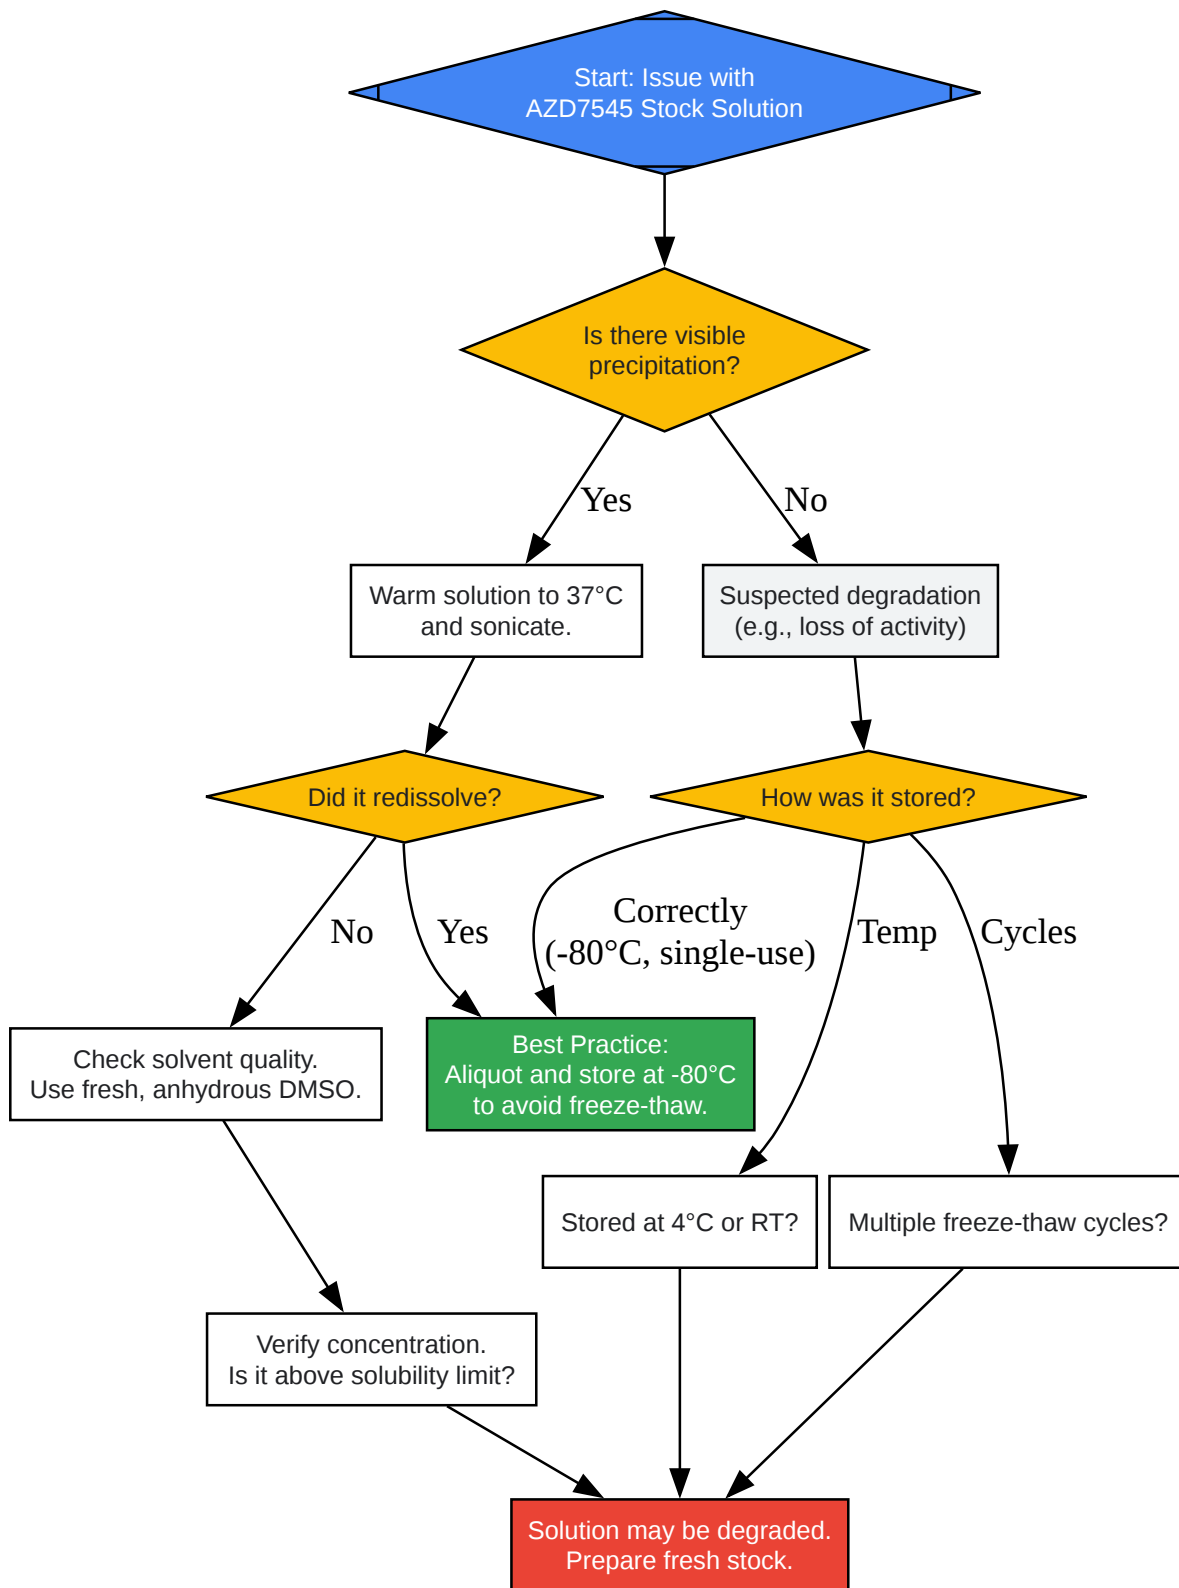 Start: Issue with
AZD7545 Stock Solution
Is there visible
precipitation?
Yes
No
Warm solution to 37°C
and sonicate.
Suspected degradation
(e.g., loss of activity)
Did it redissolve?
How was it stored?
No
Yes
Correctly
(-80°C, single-use)
Temp
Cycles
Check solvent quality.
Use fresh, anhydrous DMSO.
Best Practice:
Aliquot and store at -80°C
to avoid freeze-thaw.
Stored at 4°C or RT?
Multiple freeze-thaw cycles?
Verify concentration.
Is it above solubility limit?
Solution may be degraded.
Prepare fresh stock.